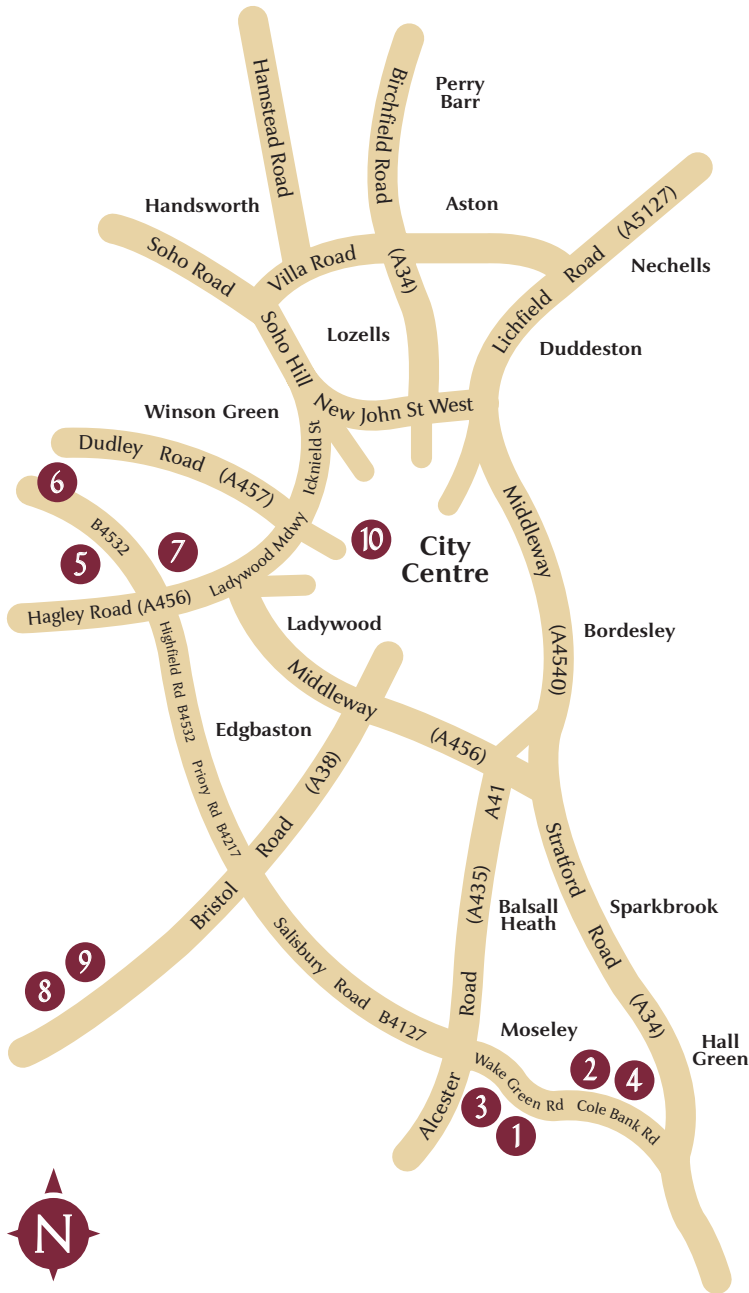 Hamstead Road
Birchfield Road
Perry
Barr
Handsworth
Aston
Soho Road
Villa Road
(A34)
Lichfield Road (A5127)
Nechells
Lozells
Soho Hill
Duddeston
Winson Green
New John St West
Icknield St
Dudley Road (A457)
6
B4532
5
7
10
City
Centre
Middleway
Ladywood Mdwy
Hagley Road (A456)
Ladywood
(A4540)
Bordesley
Highfield Rd B4532
Middleway
(A456)
Edgbaston
Priory Rd B4217
(A38)
Bristol Road
A41
Stratford Road (A34)
(A435)
Balsall
Heath
Sparkbrook
9
8
Salisbury Road B4127
Alcester Road
Moseley
Hall
Green
Wake Green Rd
Cole Bank Rd
2
4
3
1
N